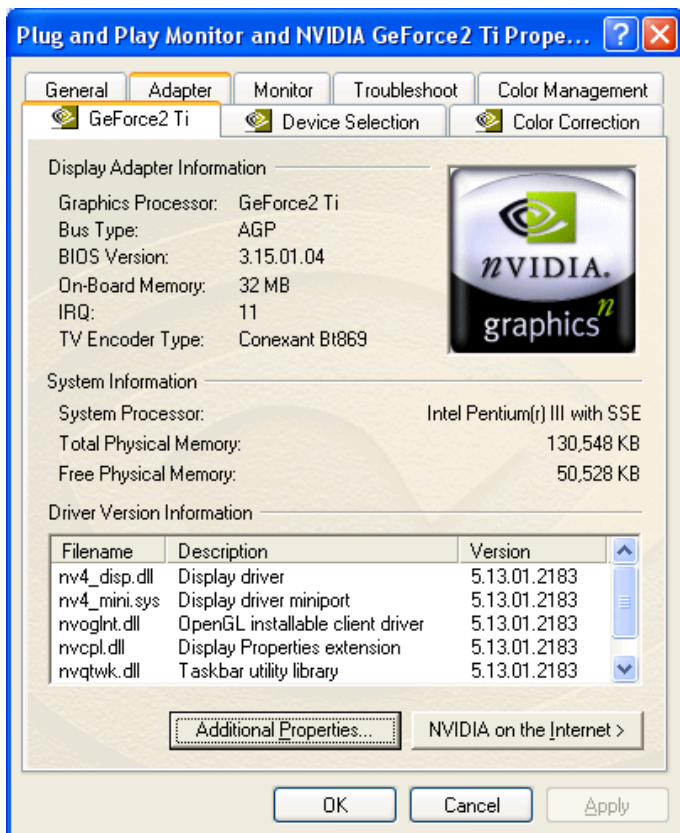 Plug and Play Monitor and NVIDIA GeForce2 Ti Prope...
General Adapter Monitor Troubleshoot Color Management
GeForce2 Ti Device Selection Color Correction
Display Adapter Information
Graphics Processor: GeForce2 Ti
Bus Type: AGP
BIOS Version: 3.15.01.04
On-Board Memory: 32 MB
IRQ: 11
TV Encoder Type: Conexant Bt869
nVIDIA.
graphics n
System Information
System Processor: Intel Pentium(r) III with SSE
Total Physical Memory: 130,548 KB
Free Physical Memory: 50,528 KB
Driver Version Information
Filename Description Version
nv4_disp.dll Display driver 5.13.01.2183
nv4_mini.sys Display driver miniport 5.13.01.2183
nvoglnt.dll OpenGL installable client driver 5.13.01.2183
nvcpl.dll Display Properties extension 5.13.01.2183
nvqtwk.dll Taskbar utility library 5.13.01.2183
Additional Properties... NVIDIA on the Internet >
OK Cancel Apply